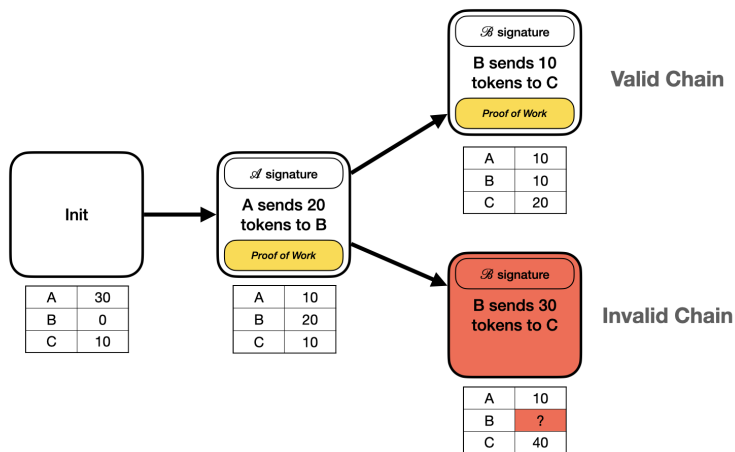 Init
A 30
B 0
C 10
𝒜 signature
A sends 20
tokens to B
Proof of Work
A 10
B 20
C 10
ℬ signature
B sends 10
tokens to C
Proof of Work
Valid Chain
A 10
B 10
C 20
ℬ signature
B sends 30
tokens to C
Invalid Chain
A 10
B ?
C 40